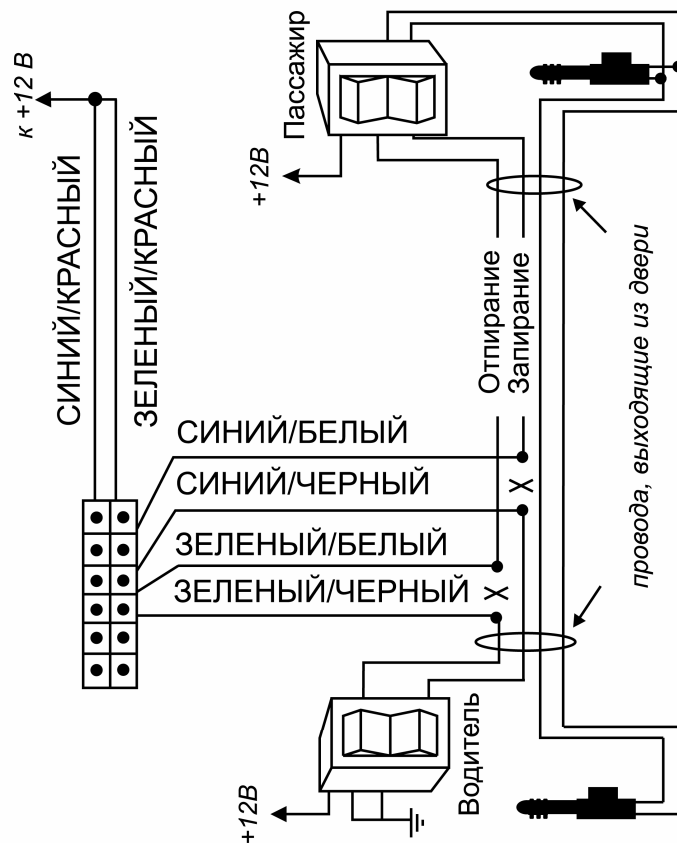 к +12 В
СИНИЙ/КРАСНЫЙ
ЗЕЛЕНЫЙ/КРАСНЫЙ
Пассажир
+12В
Отпирание
Запирание
провода, выходящие из двери
СИНИЙ/БЕЛЫЙ
СИНИЙ/ЧЕРНЫЙ
ЗЕЛЕНЫЙ/БЕЛЫЙ
ЗЕЛЕНЫЙ/ЧЕРНЫЙ
Водитель
+12В